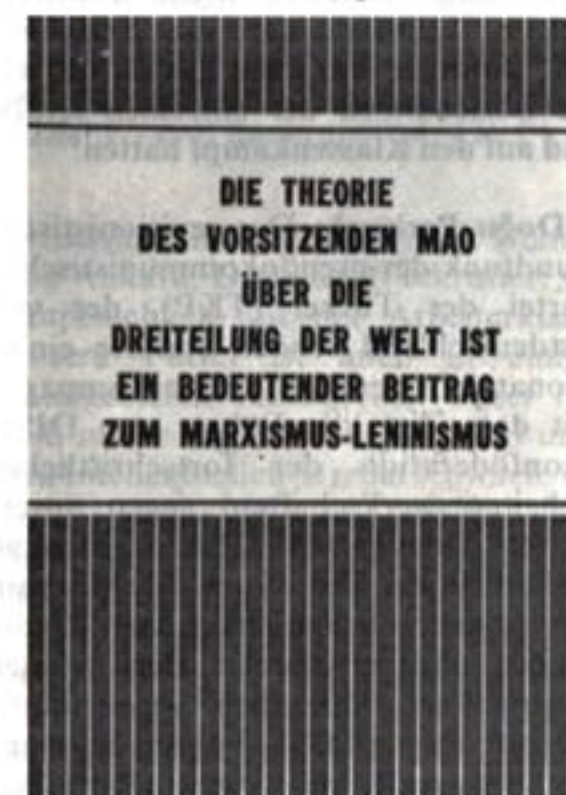 DIE THEORIE
DES VORSITZENDEN MAO
ÜBER DIE
DREITEILUNG DER WELT IST
EIN BEDEUTENDER BEITRAG
ZUM MARXISMUS-LENINISMUS